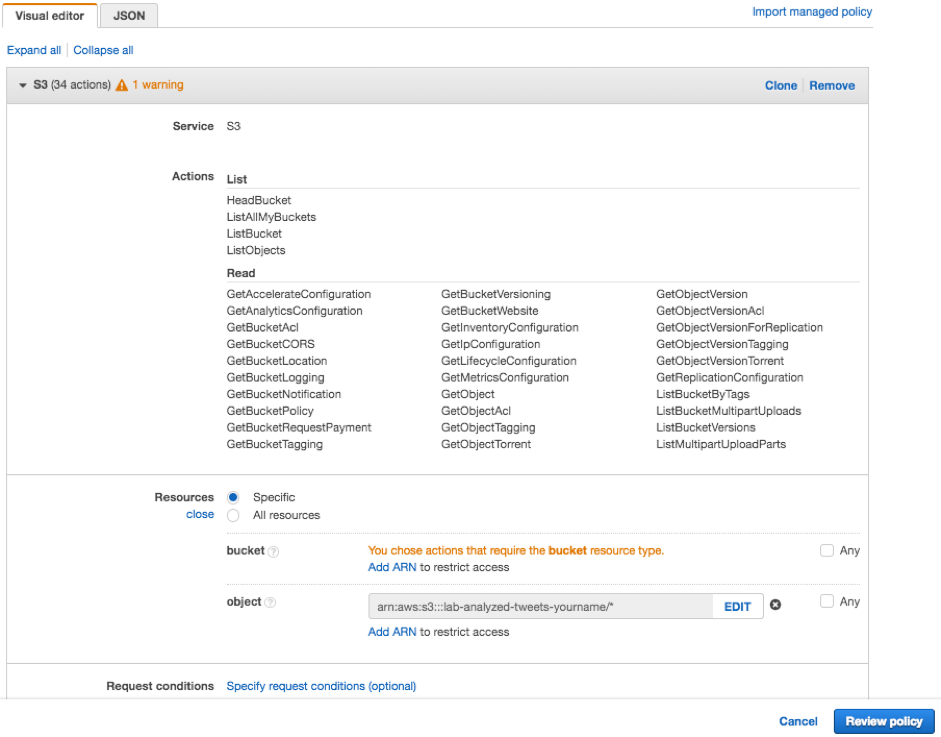 Visual editor JSON Import managed policy
Expand all Collapse all
S3 (34 actions) 1 warning Clone Remove
Service S3
Actions List
HeadBucket
ListAllMyBuckets
ListBucket
ListObjects
Read
GetAccelerateConfiguration GetBucketVersioning GetObjectVersion
GetAnalyticsConfiguration GetBucketWebsite GetObjectVersionAcl
GetBucketAcl GetInventoryConfiguration GetObjectVersionForReplication
GetBucketCORS GetIpConfiguration GetObjectVersionTagging
GetBucketLocation GetLifecycleConfiguration GetObjectVersionTorrent
GetBucketLogging GetMetricsConfiguration GetReplicationConfiguration
GetBucketNotification GetObject ListBucketByTags
GetBucketPolicy GetObjectAcl ListBucketMultipartUploads
GetBucketRequestPayment GetObjectTagging ListBucketVersions
GetBucketTagging GetObjectTorrent ListMultipartUploadParts
Resources Specific
close All resources
bucket ? You chose actions that require the bucket resource type. Any
Add ARN to restrict access
object ? arn:aws:s3:::lab-analyzed-tweets-yourname/* EDIT Any
Add ARN to restrict access
Request conditions Specify request conditions (optional)
Cancel Review policy